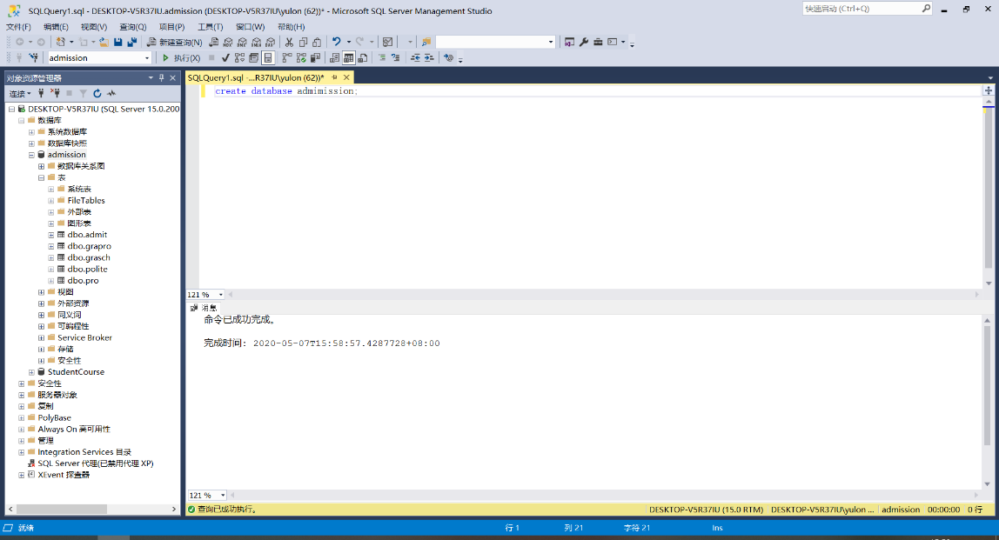 SQLQuery1.sql - DESKTOP-V5R37IU.admission (DESKTOP-V5R37IU\yulon (62))* - Microsoft SQL Server Management Studio
快速启动 (Ctrl+Q)
文件(F) 编辑(E) 视图(V) 查询(Q) 项目(P) 工具(T) 窗口(W) 帮助(H)
新建查询(N)
admission
执行(X)
对象资源管理器
SQLQuery1.sql -...R37IU\yulon (62))*
连接
create database admimission;
DESKTOP-V5R37IU (SQL Server 15.0.200
数据库
系统数据库
数据库快照
admission
数据库关系图
表
系统表
FileTables
外部表
图形表
dbo.admit
dbo.grapro
dbo.grasch
dbo.polite
dbo.pro
视图
外部资源
同义词
可编程性
Service Broker
存储
安全性
StudentCourse
安全性
服务器对象
复制
PolyBase
Always On 高可用性
管理
Integration Services 目录
SQL Server 代理(已禁用代理 XP)
XEvent 探查器
121 %
消息
命令已成功完成。
完成时间: 2020-05-07T15:58:57.4287728+08:00
121 %
查询已成功执行。
DESKTOP-V5R37IU (15.0 RTM) DESKTOP-V5R37IU\yulon ... admission 00:00:00 0 行
就绪
行 1 列 21 字符 21 Ins